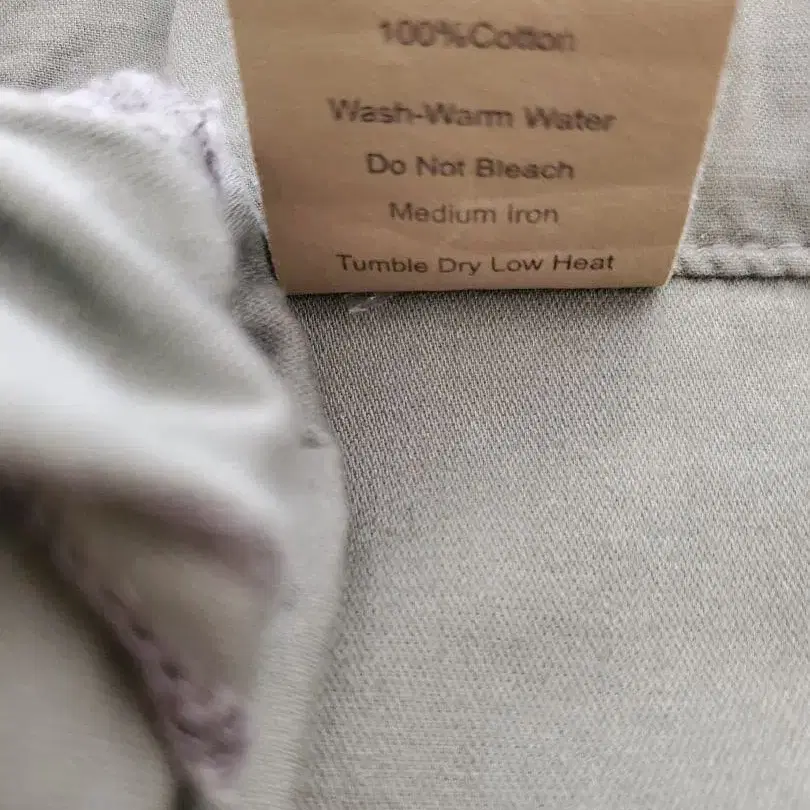 100%Cotton
Wash-Warm Water
Do Not Bleach
Medium Iron
Tumble Dry Low Heat